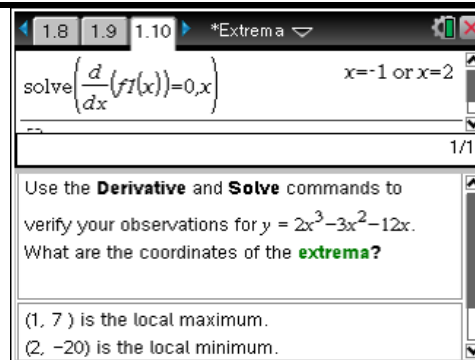 1.8 1.9 1.10 *Extrema
solve(d/dx(f1(x))=0,x) x=-1 or x=2
1/1
Use the Derivative and Solve commands to
verify your observations for y = 2x³−3x²−12x.
What are the coordinates of the extrema?
(1, 7 ) is the local maximum.
(2, −20) is the local minimum.